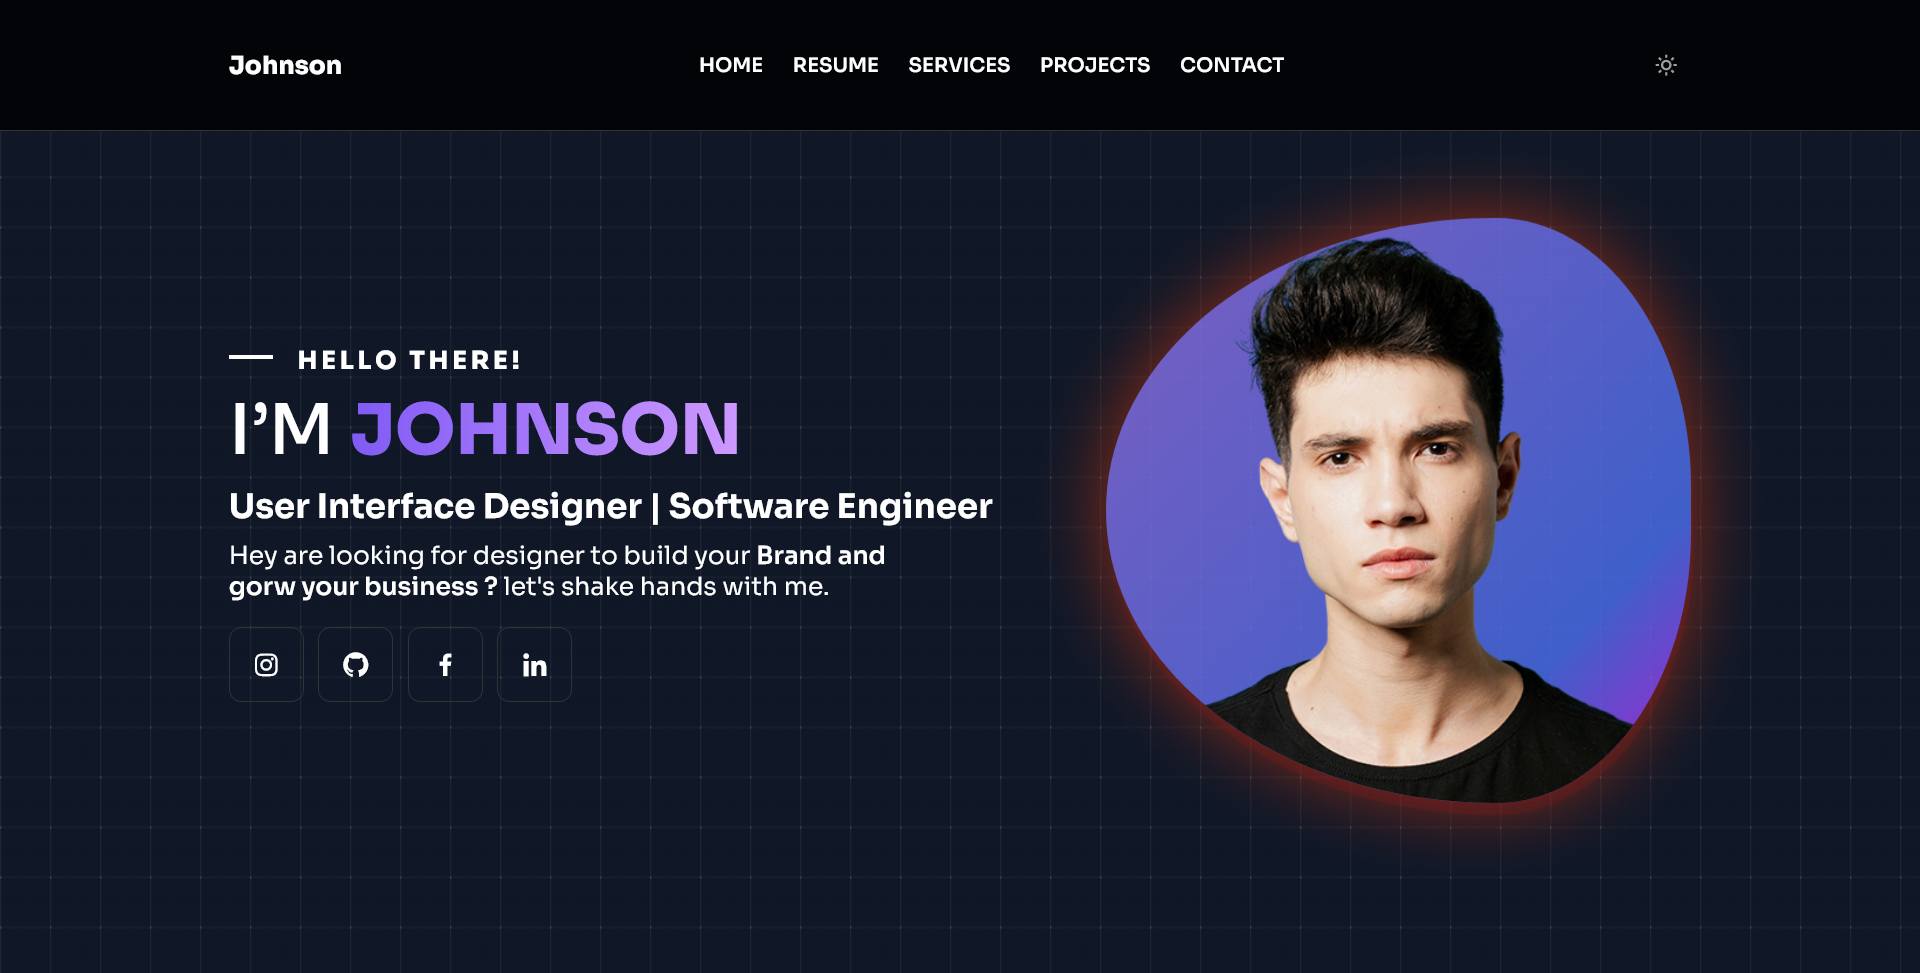 Johnson
HOME RESUME SERVICES PROJECTS CONTACT
HELLO THERE!
I’M JOHNSON
User Interface Designer | Software Engineer
Hey are looking for designer to build your Brand and
gorw your business ? let's shake hands with me.